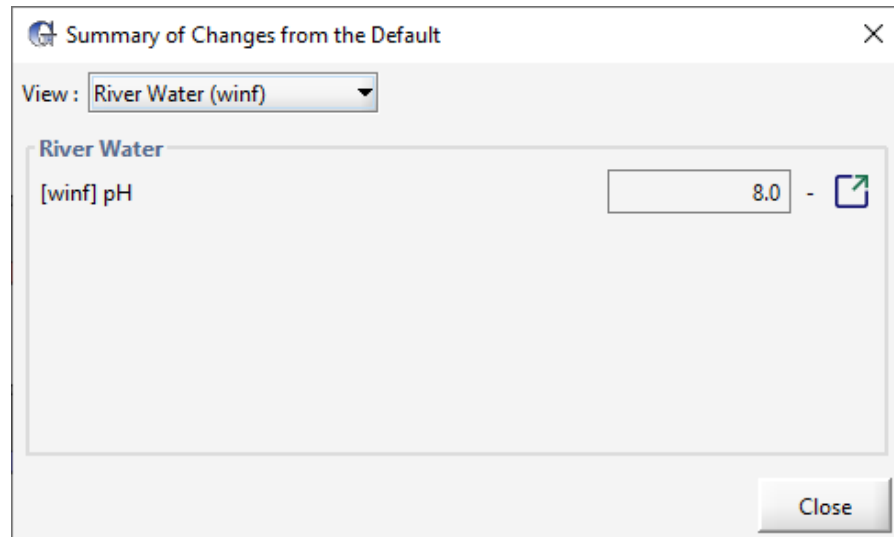 Summary of Changes from the Default
View : River Water (winf)
River Water
[winf] pH 8.0 -
Close